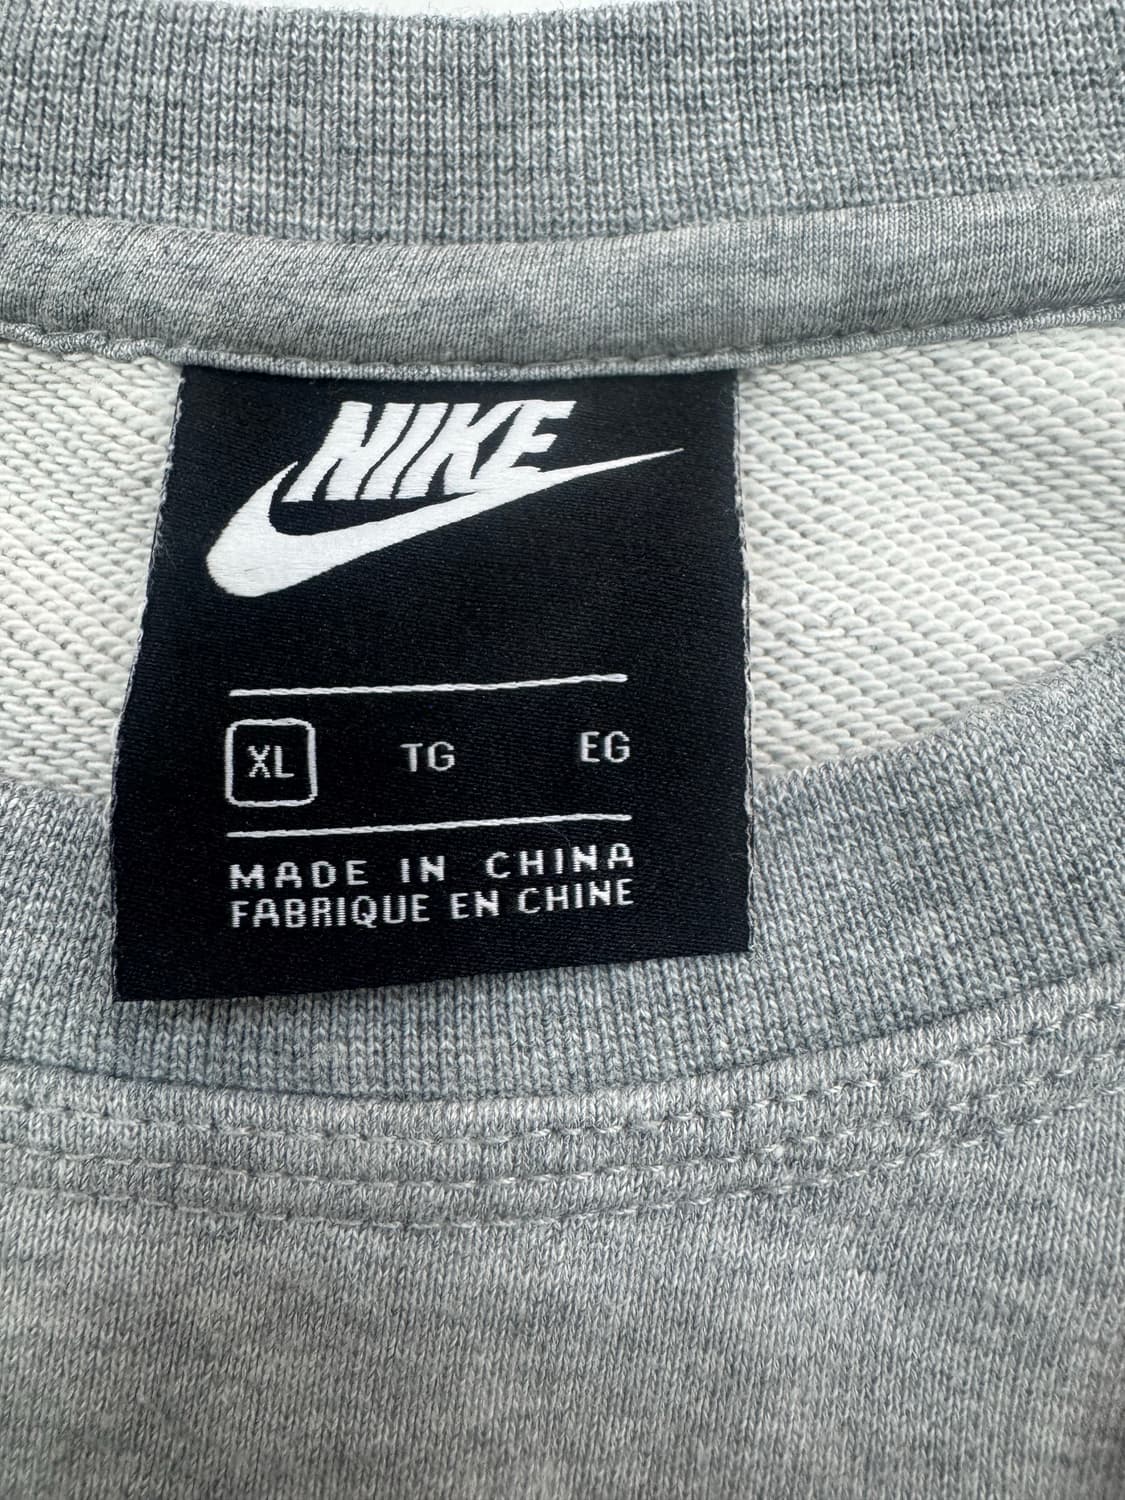 NIKE
XL TG EG
MADE IN CHINA
FABRIQUE EN CHINE